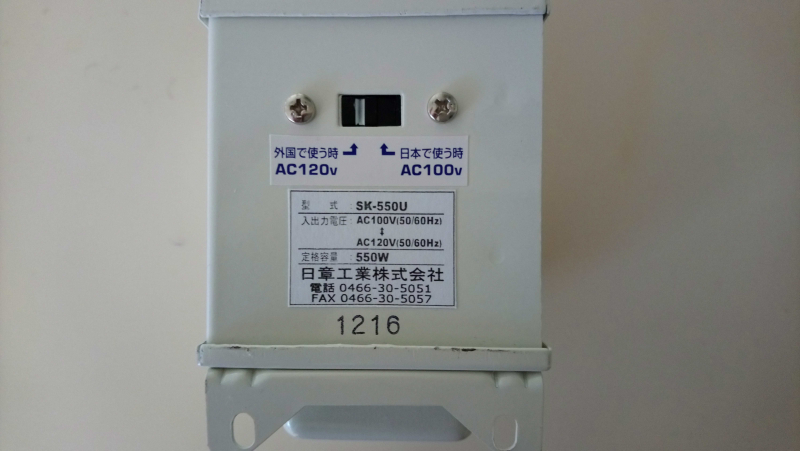 外国で使う時
AC120V
日本で使う時
AC100V
型 式 : SK-550U
入出力電圧 : AC100V(50/60Hz)
↕
AC120V(50/60Hz)
定格容量 : 550W
日章工業株式会社
電話 0466-30-5051
FAX 0466-30-5057
1216